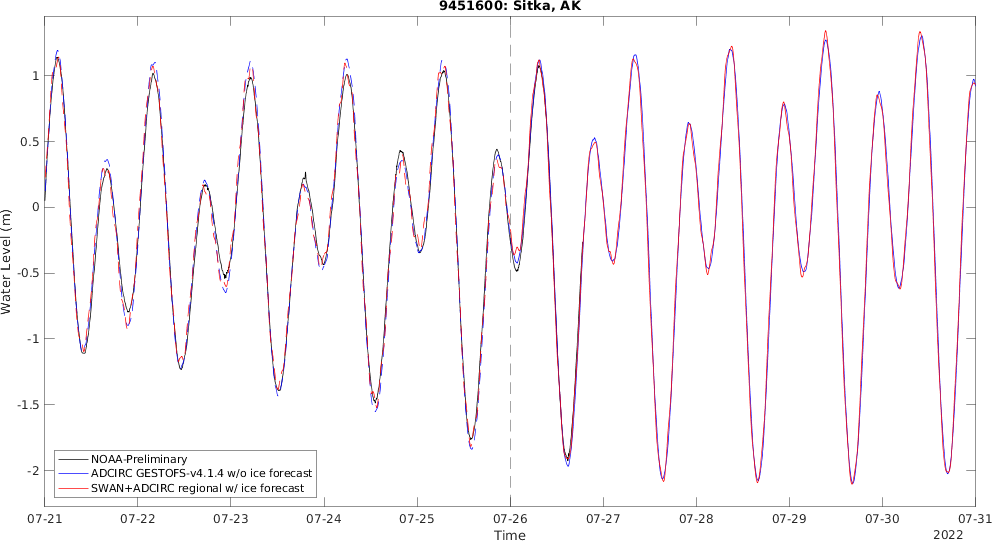 9451600: Sitka, AK
Water Level (m)
1
0.5
0
-0.5
-1
-1.5
-2
NOAA-Preliminary
ADCIRC GESTOFS-v4.1.4 w/o ice forecast
SWAN+ADCIRC regional w/ ice forecast
07-21 07-22 07-23 07-24 07-25 07-26 07-27 07-28 07-29 07-30 07-31
Time
2022